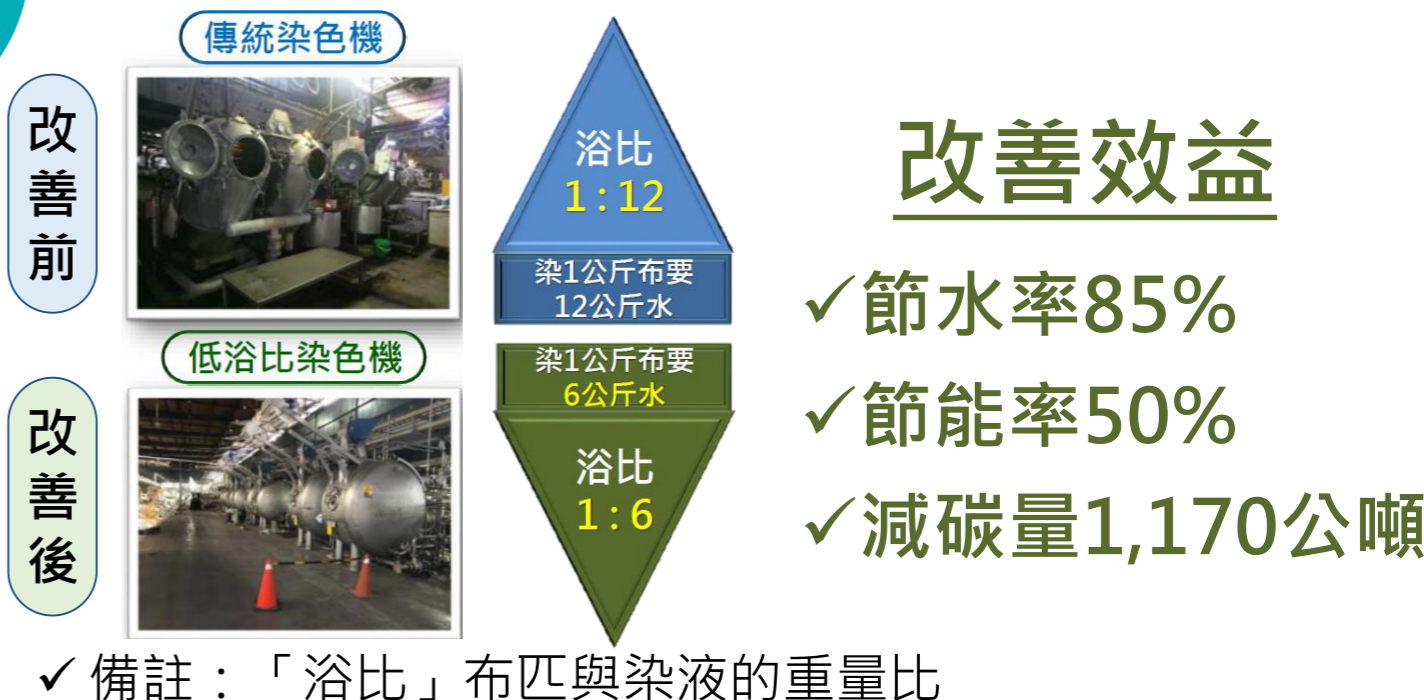 傳統染色機
改善前
浴比
1:12
染1公斤布要
12公斤水
低浴比染色機
改善後
染1公斤布要
6公斤水
浴比
1:6
改善效益
✓節水率85%
✓節能率50%
✓減碳量1,170公噸
✓備註：「浴比」布匹與染液的重量比